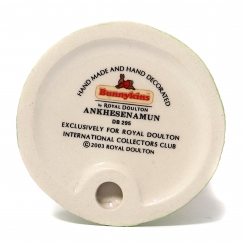 HAND MADE AND HAND DECORATED
Bunnykins
by ROYAL DOULTON
ANKHESENAMUN
DB 295
EXCLUSIVELY FOR ROYAL DOULTON
INTERNATIONAL COLLECTORS CLUB
©2003 ROYAL DOULTON